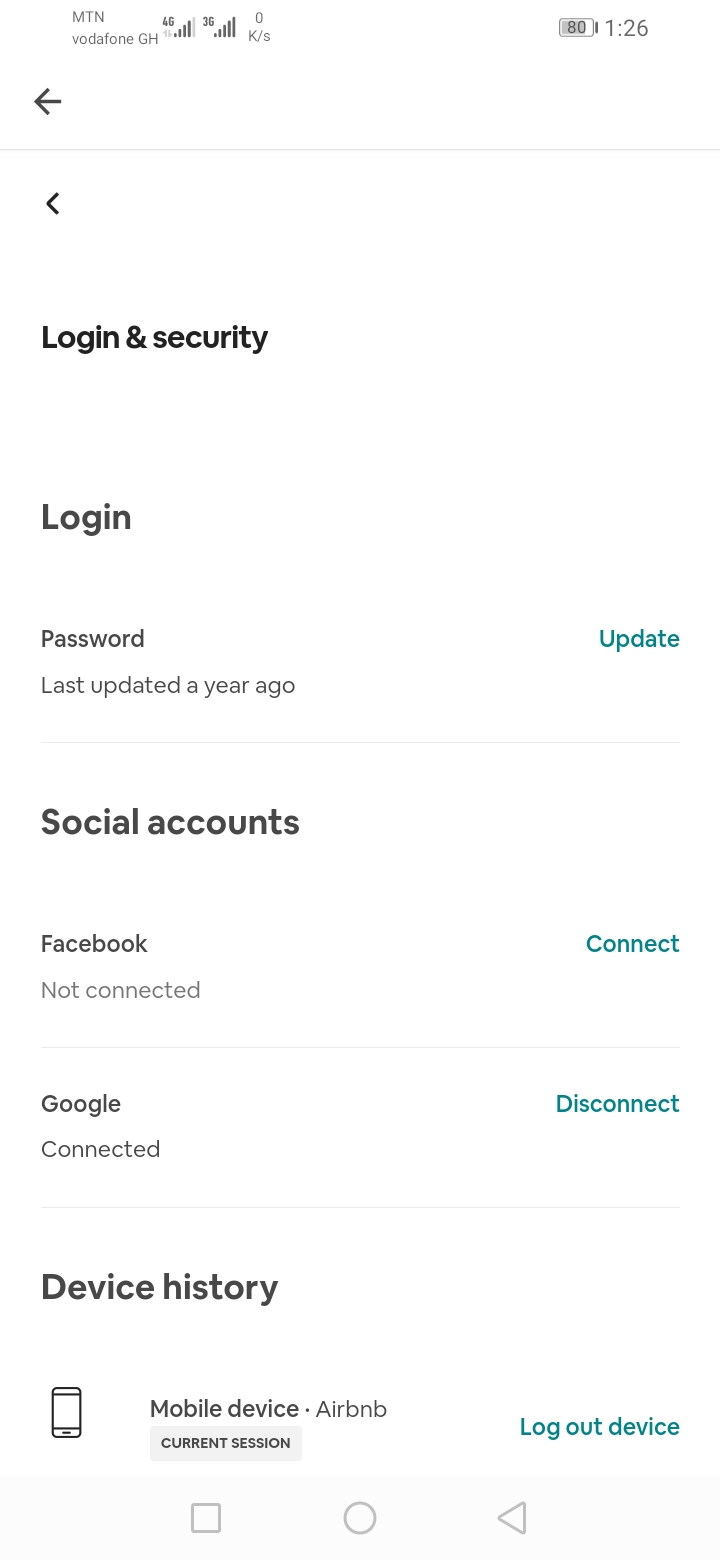 MTN
vodafone GH
4G
3G
0
K/s
80
1:26
Login & security
Login
Password
Update
Last updated a year ago
Social accounts
Facebook
Connect
Not connected
Google
Disconnect
Connected
Device history
Mobile device · Airbnb
CURRENT SESSION
Log out device